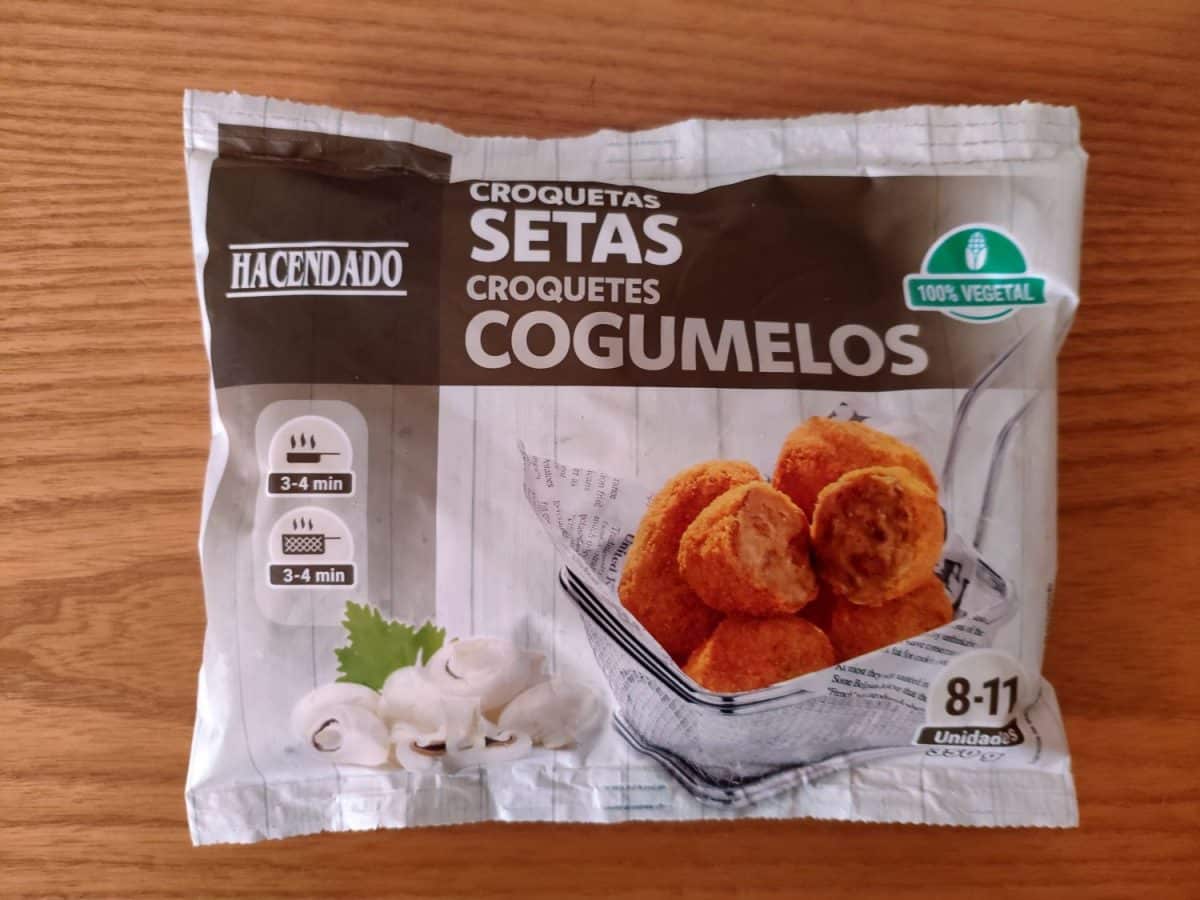 CROQUETAS
SETAS
CROQUETES
COGUMELOS
HACENDADO
100% VEGETAL
3-4 min
3-4 min
8-11
Unidades